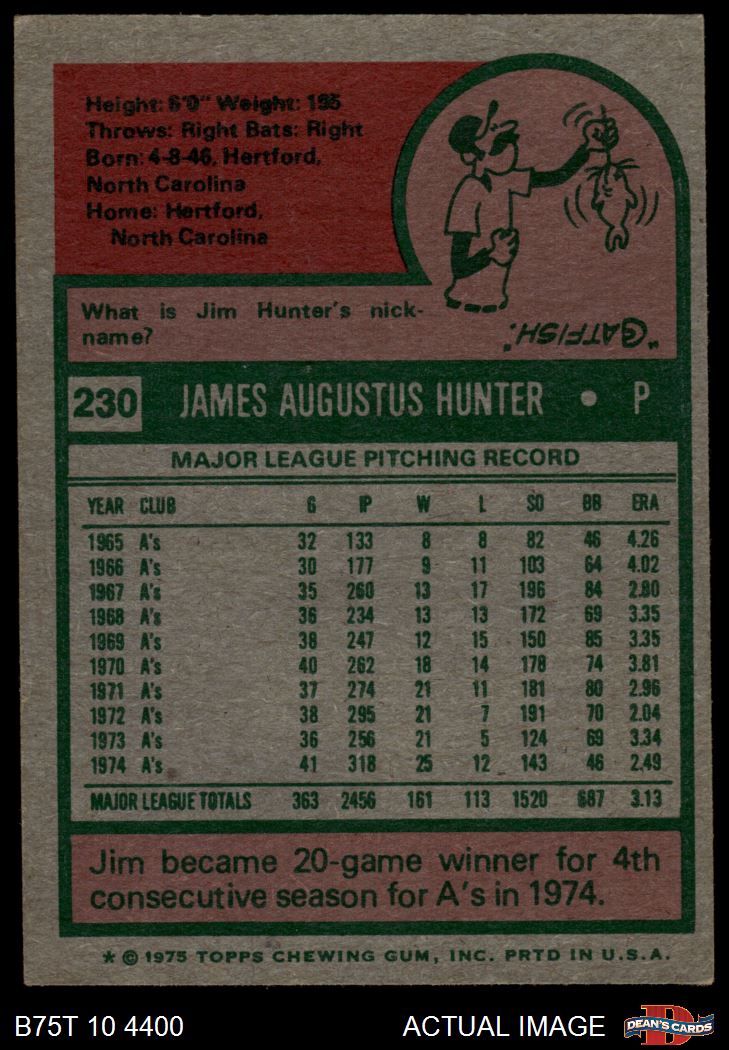 Height: 6'0" Weight: 195
Throws: Right Bats: Right
Born: 4-8-46, Hertford,
North Carolina
Home: Hertford,
North Carolina
What is Jim Hunter's nick-
name?
"CATFISH."
230 JAMES AUGUSTUS HUNTER • P
MAJOR LEAGUE PITCHING RECORD
YEAR CLUB G IP W L SO BB ERA
1965 A's 32 133 8 8 82 46 4.26
1966 A's 30 177 9 11 103 64 4.02
1967 A's 35 260 13 17 196 84 2.80
1968 A's 36 234 13 13 172 69 3.35
1969 A's 38 247 12 15 150 85 3.35
1970 A's 40 262 18 14 178 74 3.81
1971 A's 37 274 21 11 181 80 2.96
1972 A's 38 295 21 7 191 70 2.04
1973 A's 36 256 21 5 124 69 3.34
1974 A's 41 318 25 12 143 46 2.49
MAJOR LEAGUE TOTALS 363 2456 161 113 1520 687 3.13
Jim became 20-game winner for 4th
consecutive season for A's in 1974.
* © 1975 TOPPS CHEWING GUM, INC. PRTD IN U.S.A.
B75T 10 4400 ACTUAL IMAGE DEAN'S CARDS